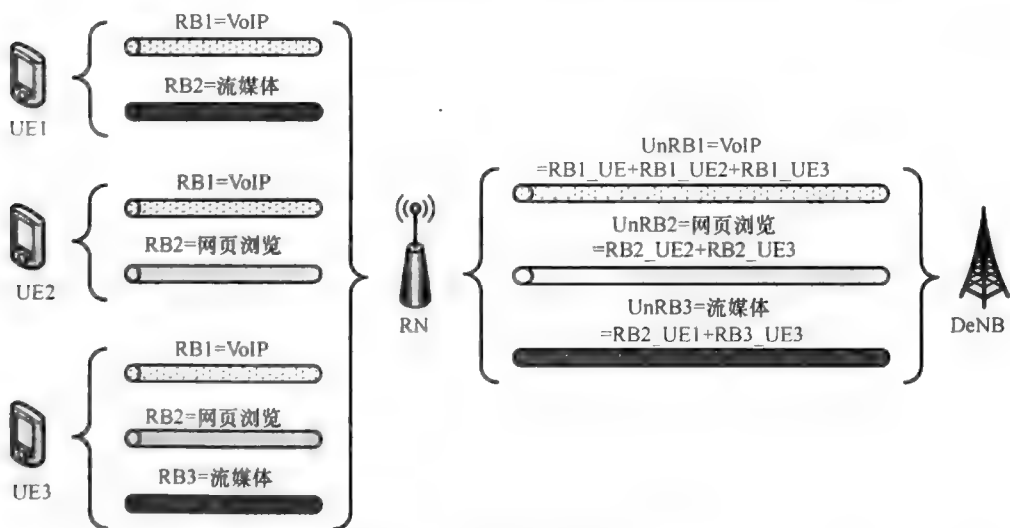 RB1=VoIP
RB2=流媒体
UE1
RB1=VoIP
RB2=网页浏览
UE2
RB1=VoIP
RB2=网页浏览
RB3=流媒体
UE3
RN
UnRB1=VoIP
=RB1_UE+RB1_UE2+RB1_UE3
UnRB2=网页浏览
=RB2_UE2+RB2_UE3
UnRB3=流媒体
=RB2_UE1+RB3_UE3
DeNB